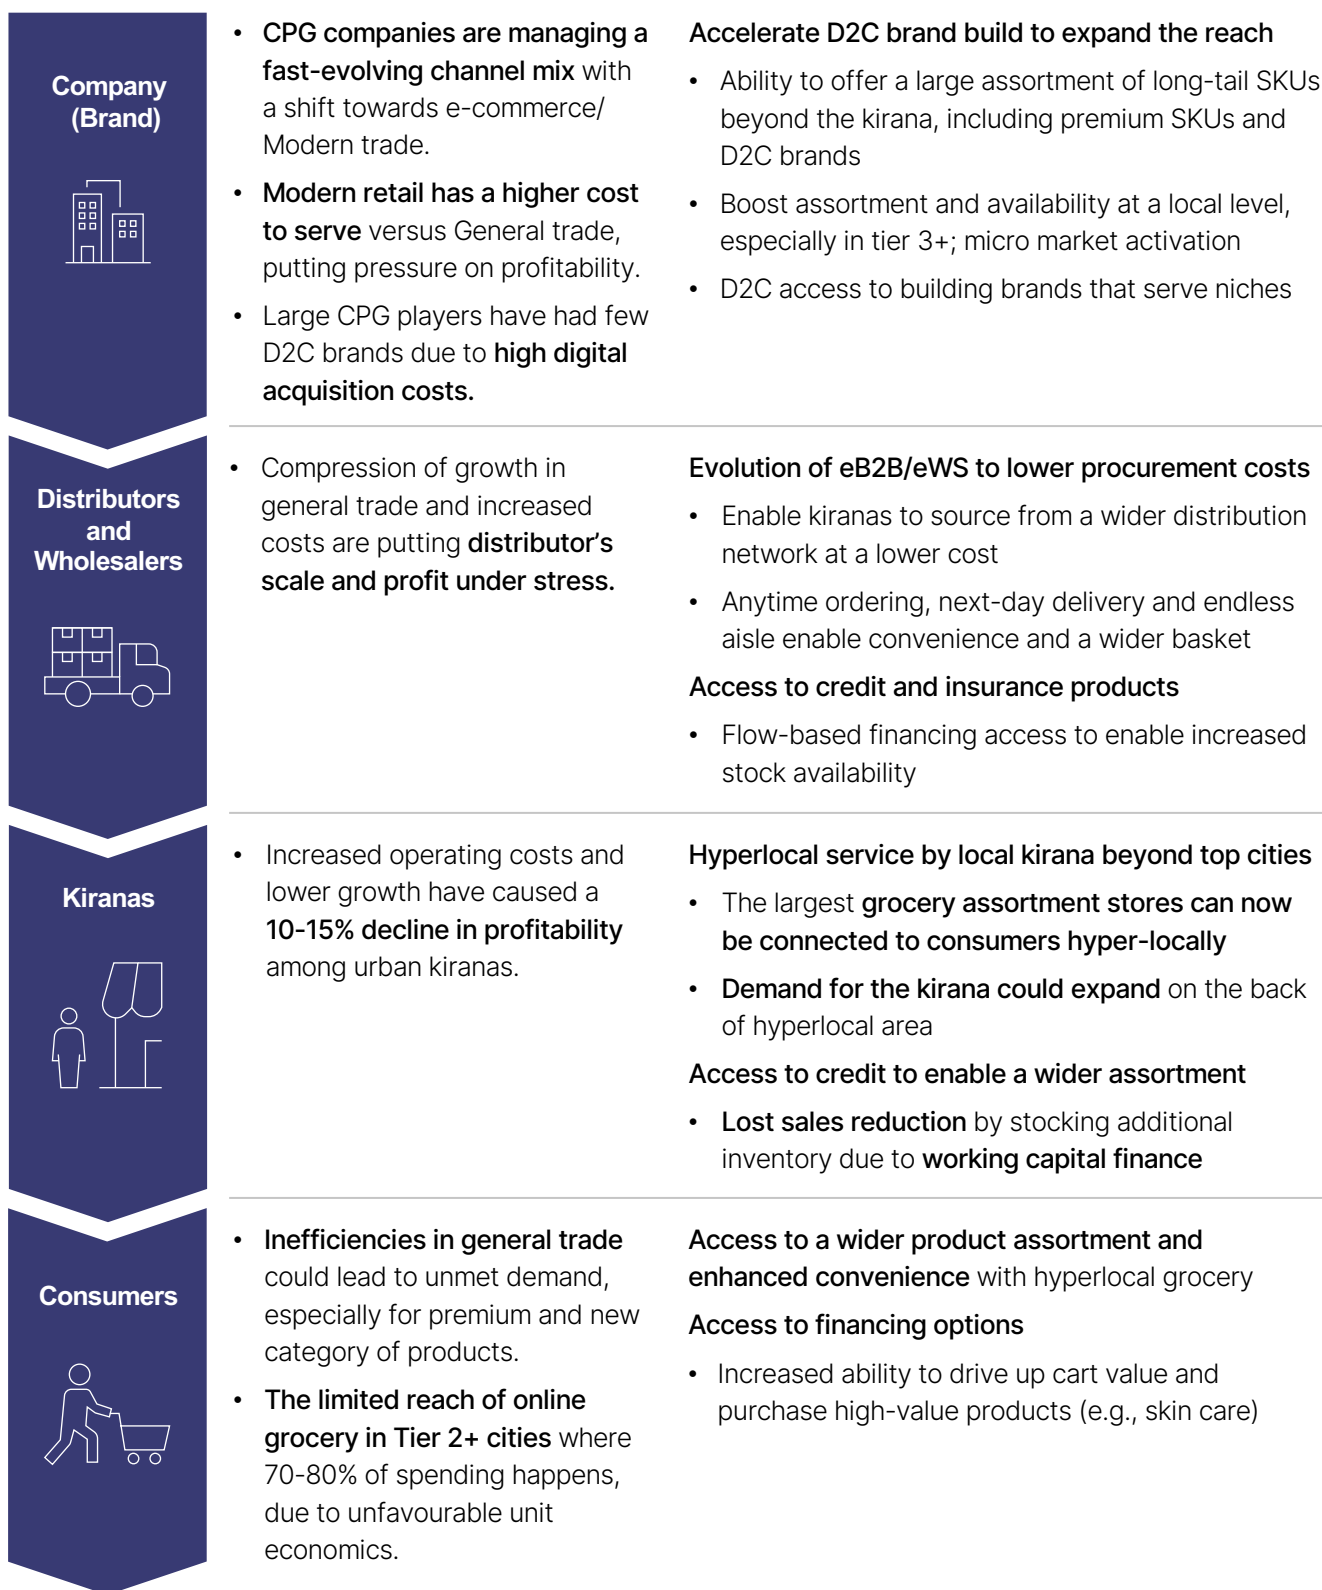 Company
(Brand)
• CPG companies are managing a
fast-evolving channel mix with
a shift towards e-commerce/
Modern trade.
• Modern retail has a higher cost
to serve versus General trade,
putting pressure on profitability.
• Large CPG players have had few
D2C brands due to high digital
acquisition costs.
Accelerate D2C brand build to expand the reach
• Ability to offer a large assortment of long-tail SKUs
beyond the kirana, including premium SKUs and
D2C brands
• Boost assortment and availability at a local level,
especially in tier 3+; micro market activation
• D2C access to building brands that serve niches
Distributors
and
Wholesalers
• Compression of growth in
general trade and increased
costs are putting distributor’s
scale and profit under stress.
Evolution of eB2B/eWS to lower procurement costs
• Enable kiranas to source from a wider distribution
network at a lower cost
• Anytime ordering, next-day delivery and endless
aisle enable convenience and a wider basket
Access to credit and insurance products
• Flow-based financing access to enable increased
stock availability
Kiranas
• Increased operating costs and
lower growth have caused a
10-15% decline in profitability
among urban kiranas.
Hyperlocal service by local kirana beyond top cities
• The largest grocery assortment stores can now
be connected to consumers hyper-locally
• Demand for the kirana could expand on the back
of hyperlocal area
Access to credit to enable a wider assortment
• Lost sales reduction by stocking additional
inventory due to working capital finance
Consumers
• Inefficiencies in general trade
could lead to unmet demand,
especially for premium and new
category of products.
• The limited reach of online
grocery in Tier 2+ cities where
70-80% of spending happens,
due to unfavourable unit
economics.
Access to a wider product assortment and
enhanced convenience with hyperlocal grocery
Access to financing options
• Increased ability to drive up cart value and
purchase high-value products (e.g., skin care)